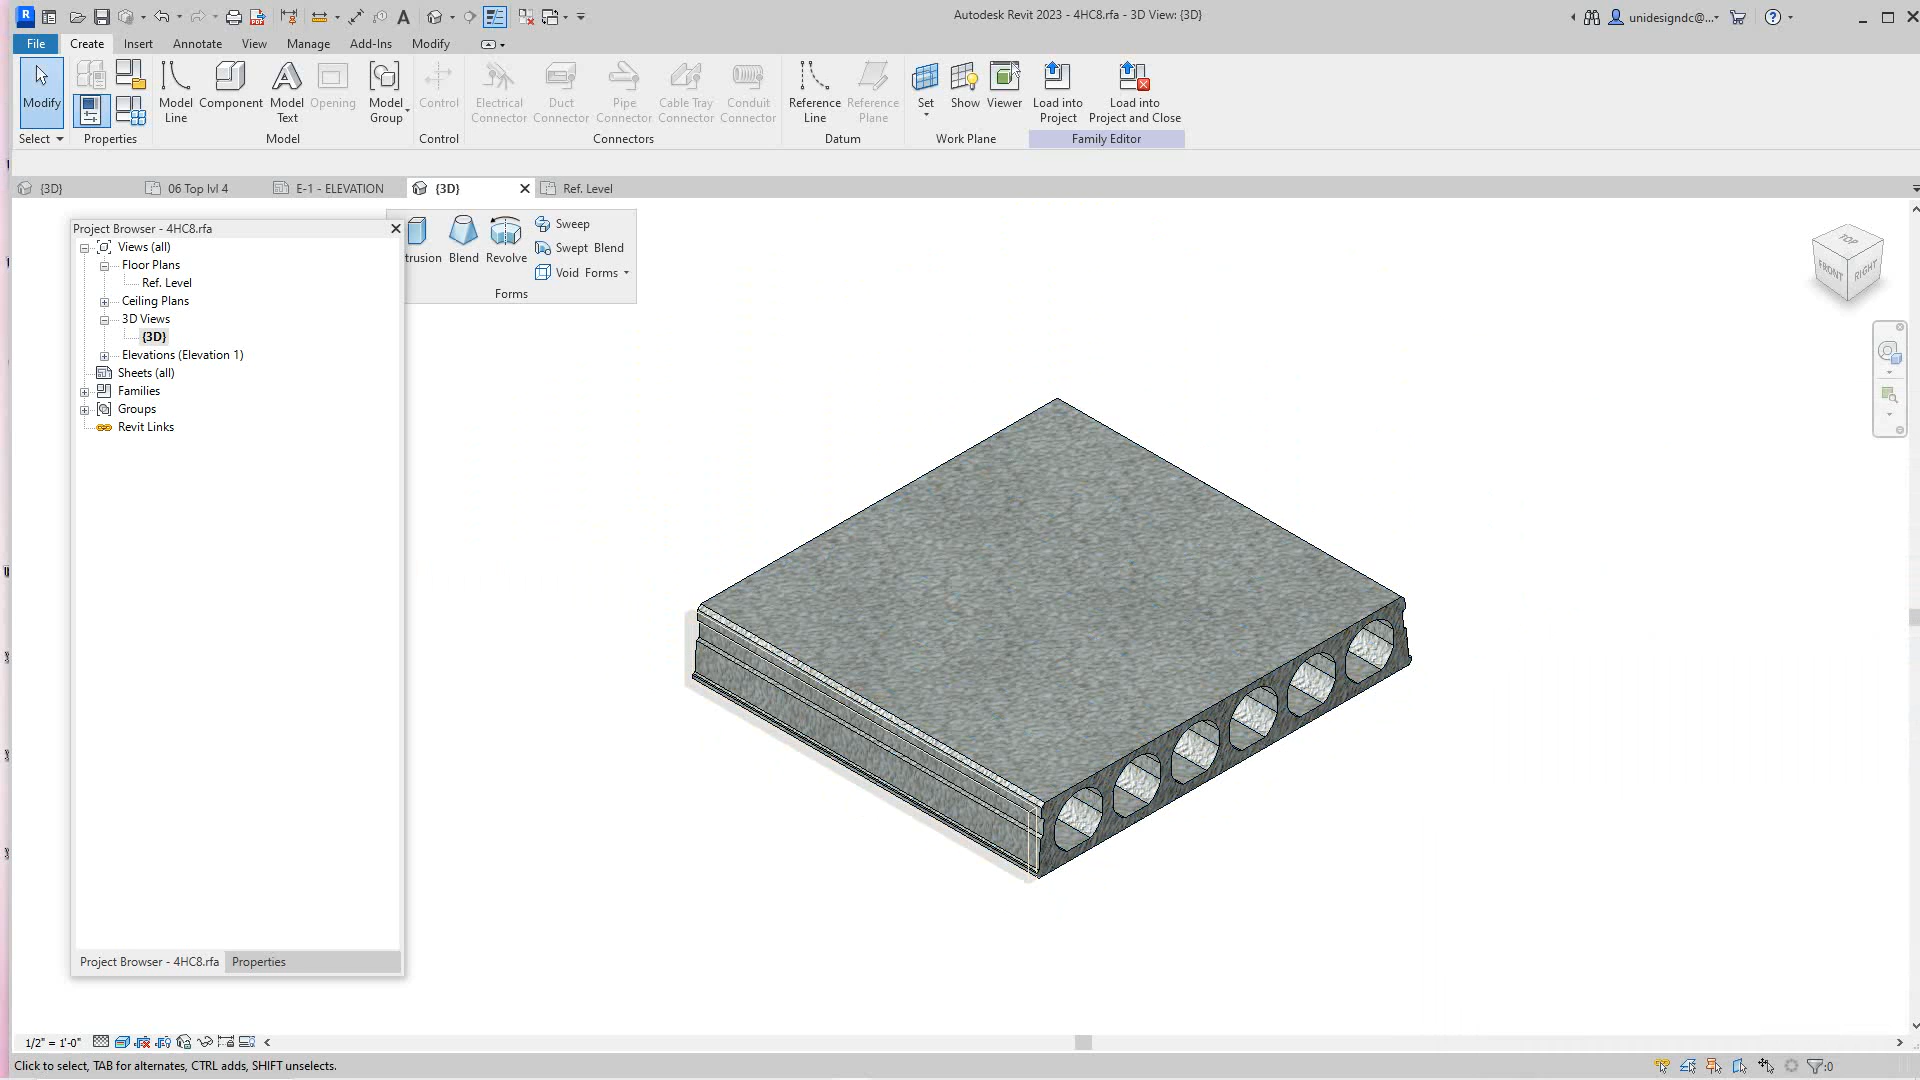 R
Autodesk Revit 2023 - 4HC8.rfa - 3D View: {3D}
unidesigndc@...
File Create Insert Annotate View Manage Add-Ins Modify
Modify
Model Line
Component
Model Text
Opening
Model Group
Control
Electrical Connector
Duct Connector
Pipe Connector
Cable Tray Connector
Conduit Connector
Reference Line
Reference Plane
Set
Show
Viewer
Load into Project
Load into Project and Close
Select Properties Model Control Connectors Datum Work Plane Family Editor
{3D} 06 Top lvl 4 E-1 - ELEVATION {3D} Ref. Level
Project Browser - 4HC8.rfa
Views (all)
Floor Plans
Ref. Level
Ceiling Plans
3D Views
{3D}
Elevations (Elevation 1)
Sheets (all)
Families
Groups
Revit Links
Project Browser - 4HC8.rfa Properties
trusion Blend Revolve
Sweep
Swept Blend
Void Forms
Forms
TOP
FRONT RIGHT
1/2" = 1'-0"
Click to select, TAB for alternates, CTRL adds, SHIFT unselects.
:0